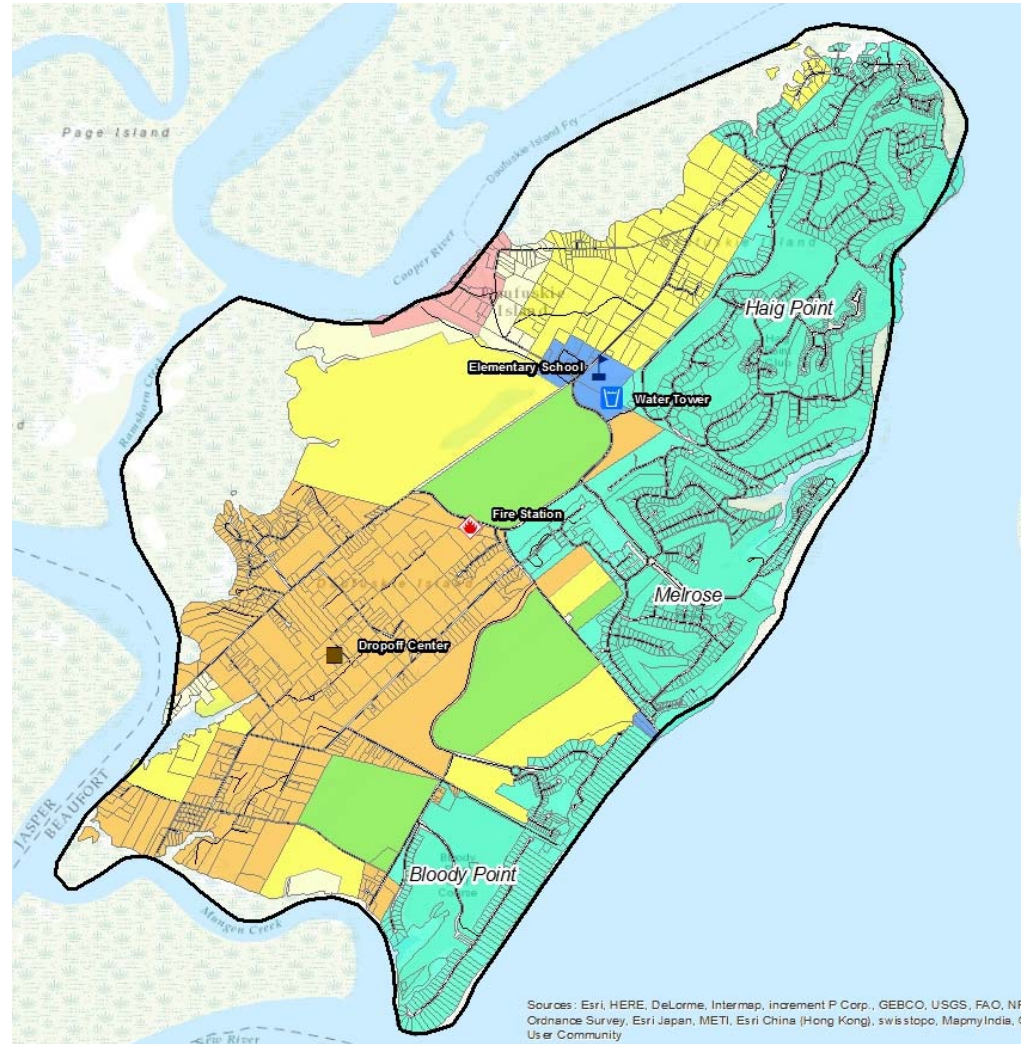 Page Island
Daufuskie Island Fry
Cooper River
Daufuskie
Island
Haig Point
Ramshorn Creek
Elementary School
Water Tower
Fire Station
Daufuskie Island
Melrose
Dropoff Center
JASPER
BEAUFORT
Bloody Point
Mungen Creek
New River
Sources: Esri, HERE, DeLorme, Intermap, increment P Corp., GEBCO, USGS, FAO,
Ordnance Survey, Esri Japan, METI, Esri China (Hong Kong), swisstopo, MapmyIndia,
User Community